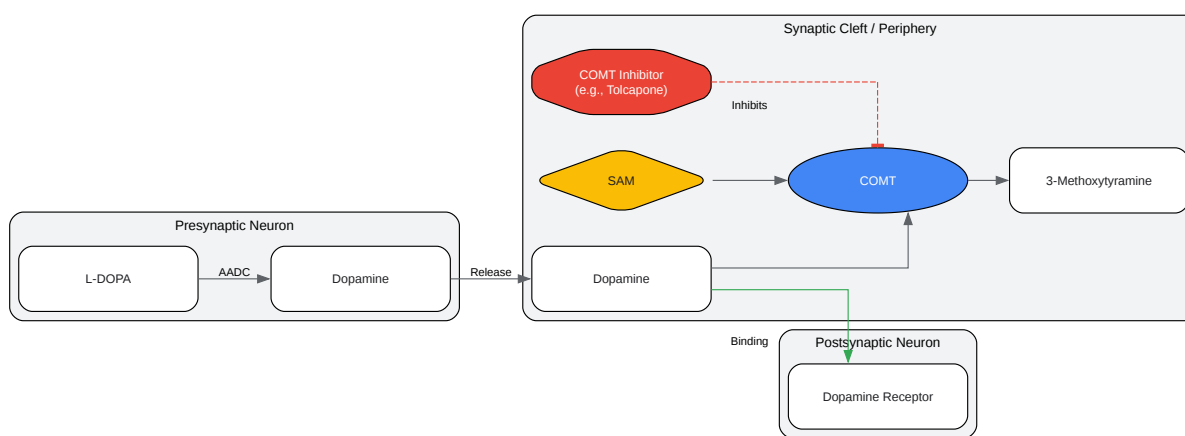 Synaptic Cleft / Periphery
COMT Inhibitor
(e.g., Tolcapone)
Inhibits
SAM
COMT
3-Methoxytyramine
Presynaptic Neuron
L-DOPA
AADC
Dopamine
Release
Dopamine
Binding
Postsynaptic Neuron
Dopamine Receptor